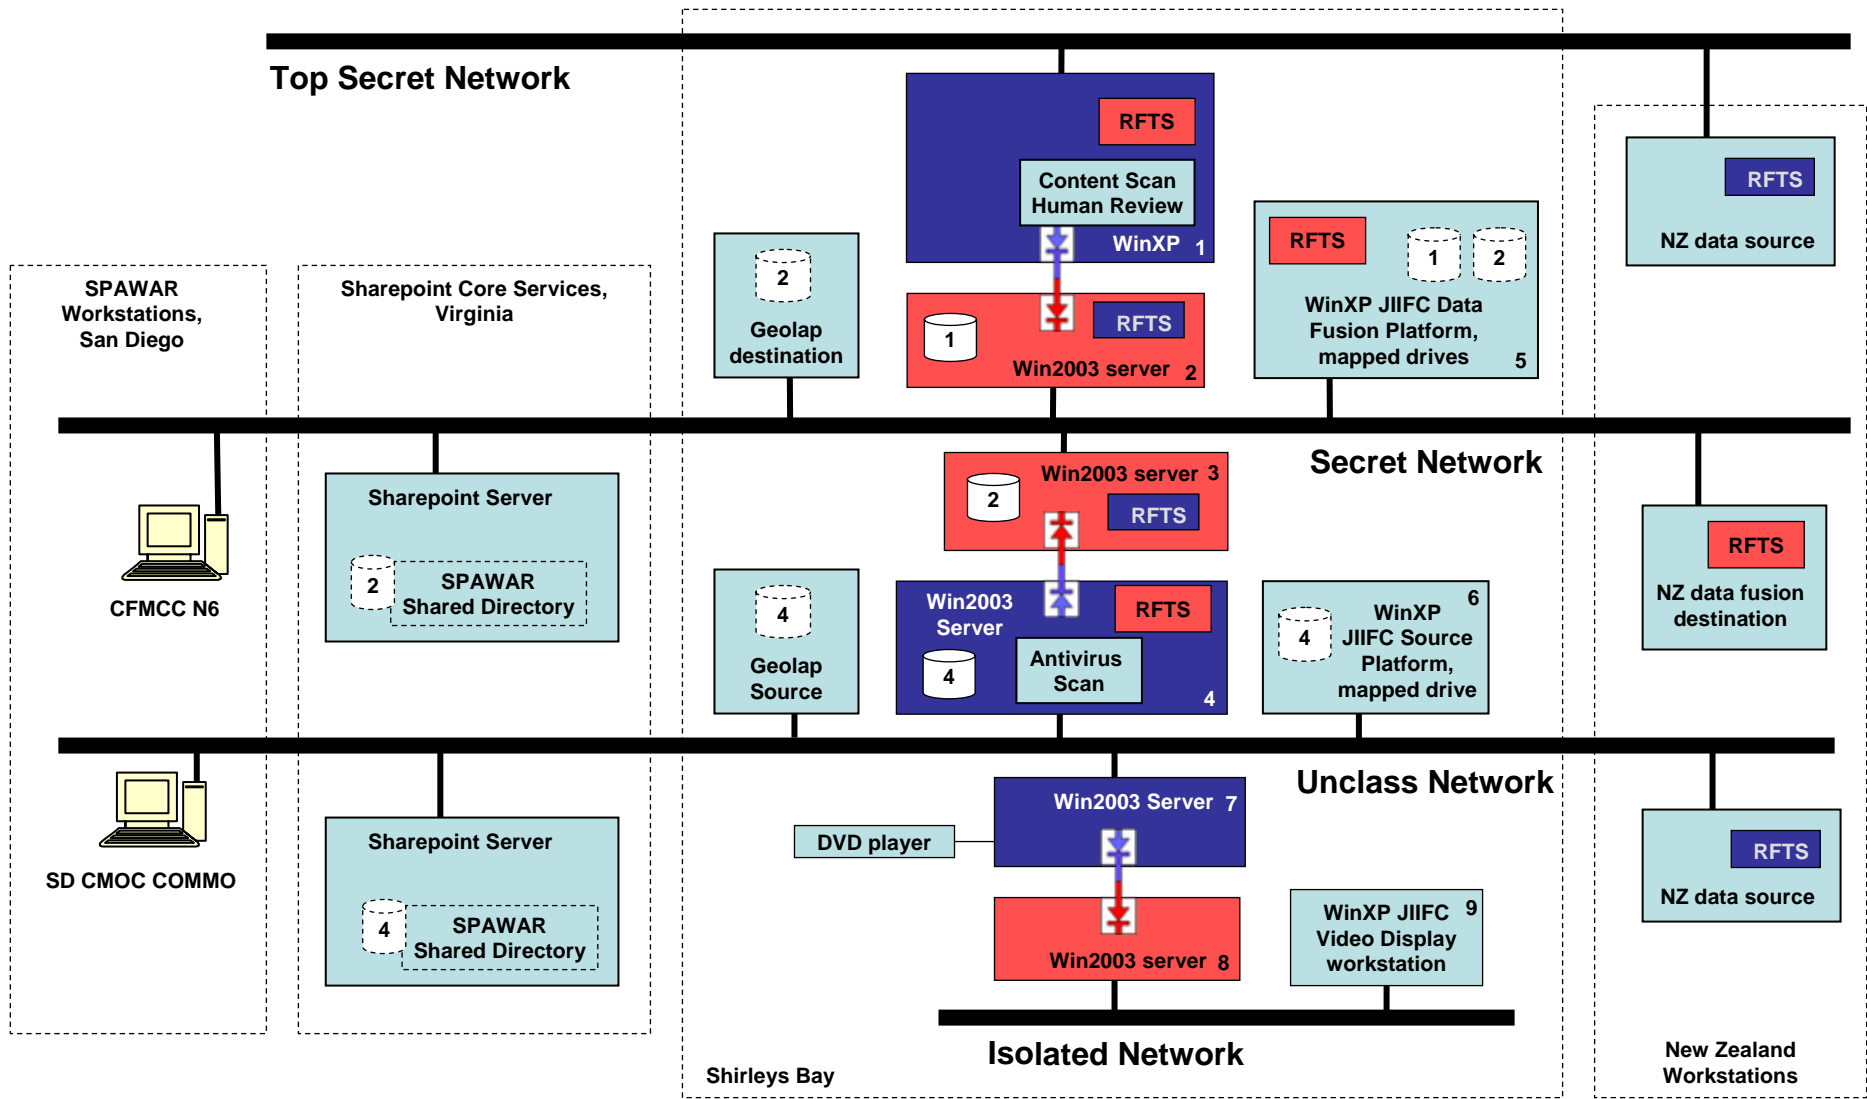 Top Secret Network
RFTS
Content Scan
Human Review
WinXP 1
RFTS
NZ data source
2
Geolap
destination
1
RFTS
Win2003 server 2
RFTS
1
2
WinXP JIIFC Data
Fusion Platform,
mapped drives
5
SPAWAR
Workstations,
San Diego
Sharepoint Core Services,
Virginia
Secret Network
CFMCC N6
Sharepoint Server
2
SPAWAR
Shared Directory
Win2003 server 3
2
RFTS
RFTS
NZ data fusion
destination
4
Geolap
Source
Win2003
Server
RFTS
4
Antivirus
Scan
4
6
4
WinXP
JIIFC Source
Platform,
mapped drive
Unclass Network
SD CMOC COMMO
Sharepoint Server
4
SPAWAR
Shared Directory
DVD player
Win2003 Server 7
Win2003 server 8
WinXP JIIFC 9
Video Display
workstation
RFTS
NZ data source
Isolated Network
Shirleys Bay
New Zealand
Workstations